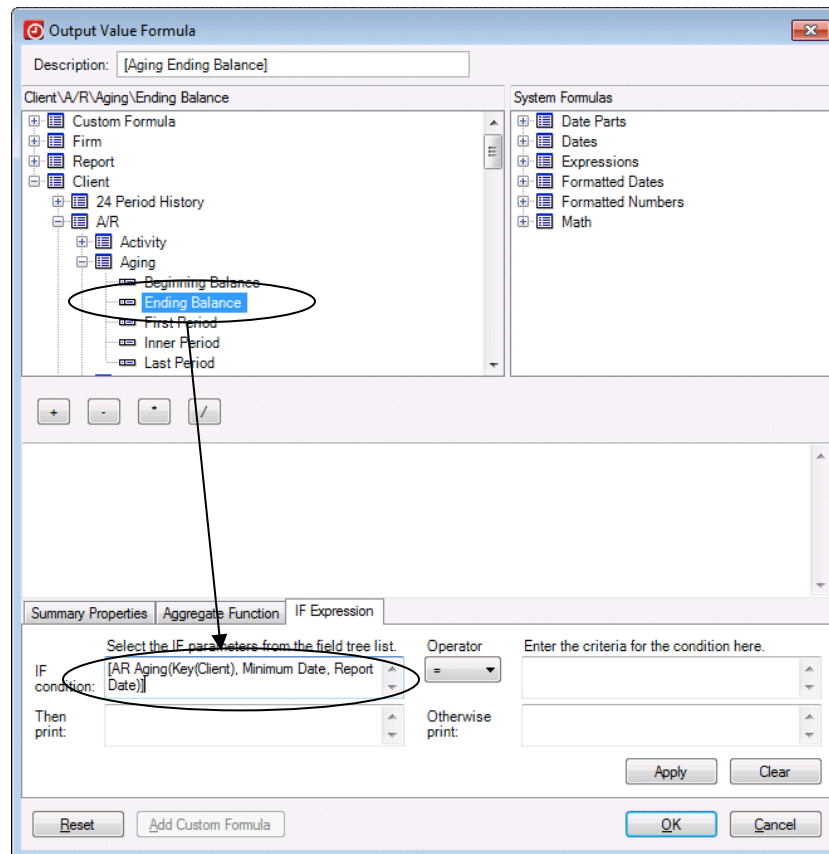 Output Value Formula
Description: [Aging Ending Balance]
Client\A/R\Aging\Ending Balance
Custom Formula
Firm
Report
Client
24 Period History
A/R
Activity
Aging
Beginning Balance
Ending Balance
First Period
Inner Period
Last Period
System Formulas
Date Parts
Dates
Expressions
Formatted Dates
Formatted Numbers
Math
+ - * /
Summary Properties Aggregate Function IF Expression
Select the IF parameters from the field tree list. Operator Enter the criteria for the condition here.
IF condition: [AR Aging(Key(Client), Minimum Date, Report Date)] =
Then print: Otherwise print:
Apply Clear
Reset Add Custom Formula OK Cancel